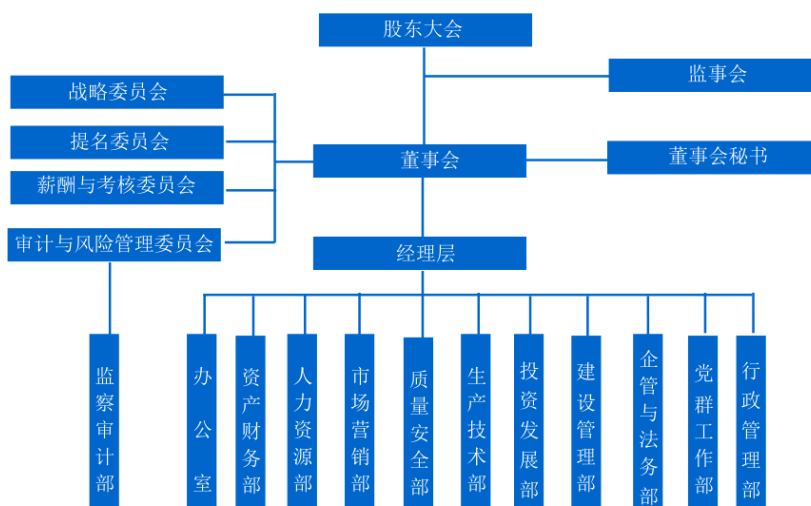 股东大会
监事会
战略委员会
提名委员会
董事会
董事会秘书
薪酬与考核委员会
审计与风险管理委员会
经理层
监察审计部
办公室
资产财务部
人力资源部
市场营销部
质量安全部
生产技术部
投资发展部
建设管理部
企管与法务部
党群工作部
行政管理部